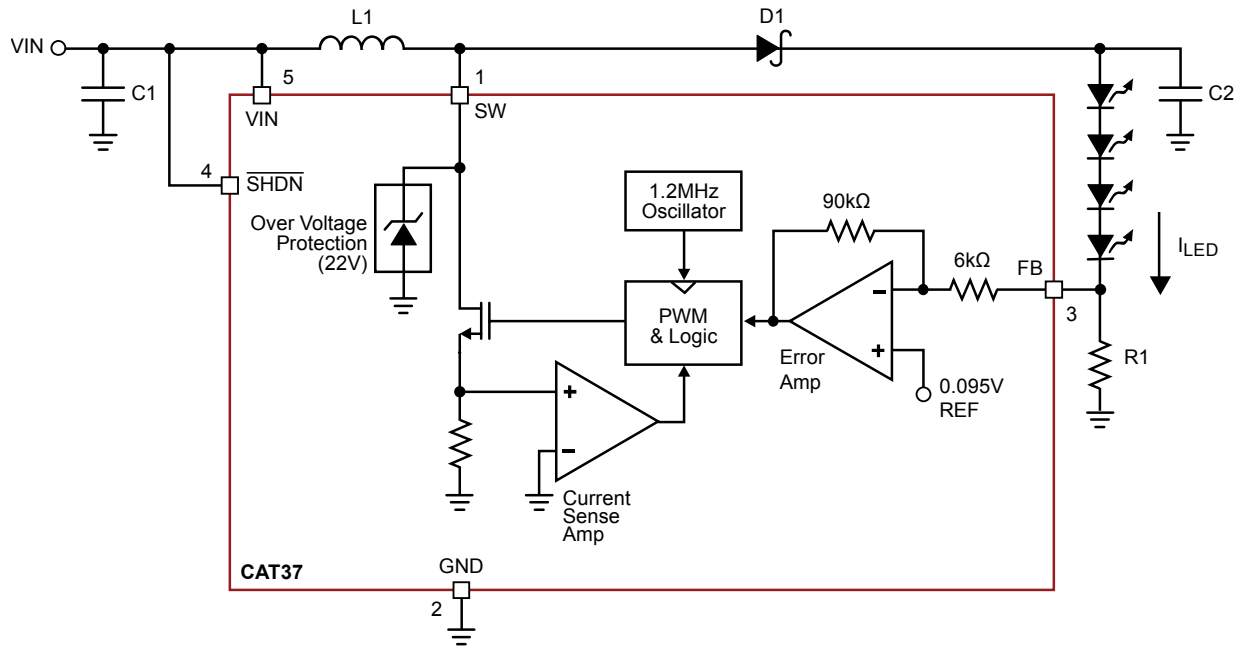 L1
D1
VIN
C1
5
1
C2
VIN
SW
4
SHDN
1.2MHz
Oscillator
90kΩ
Over Voltage
Protection
(22V)
6kΩ
FB
ILED
-
3
PWM
& Logic
+
Error
Amp
R1
0.095V
REF
+
-
Current
Sense
Amp
GND
CAT37
2